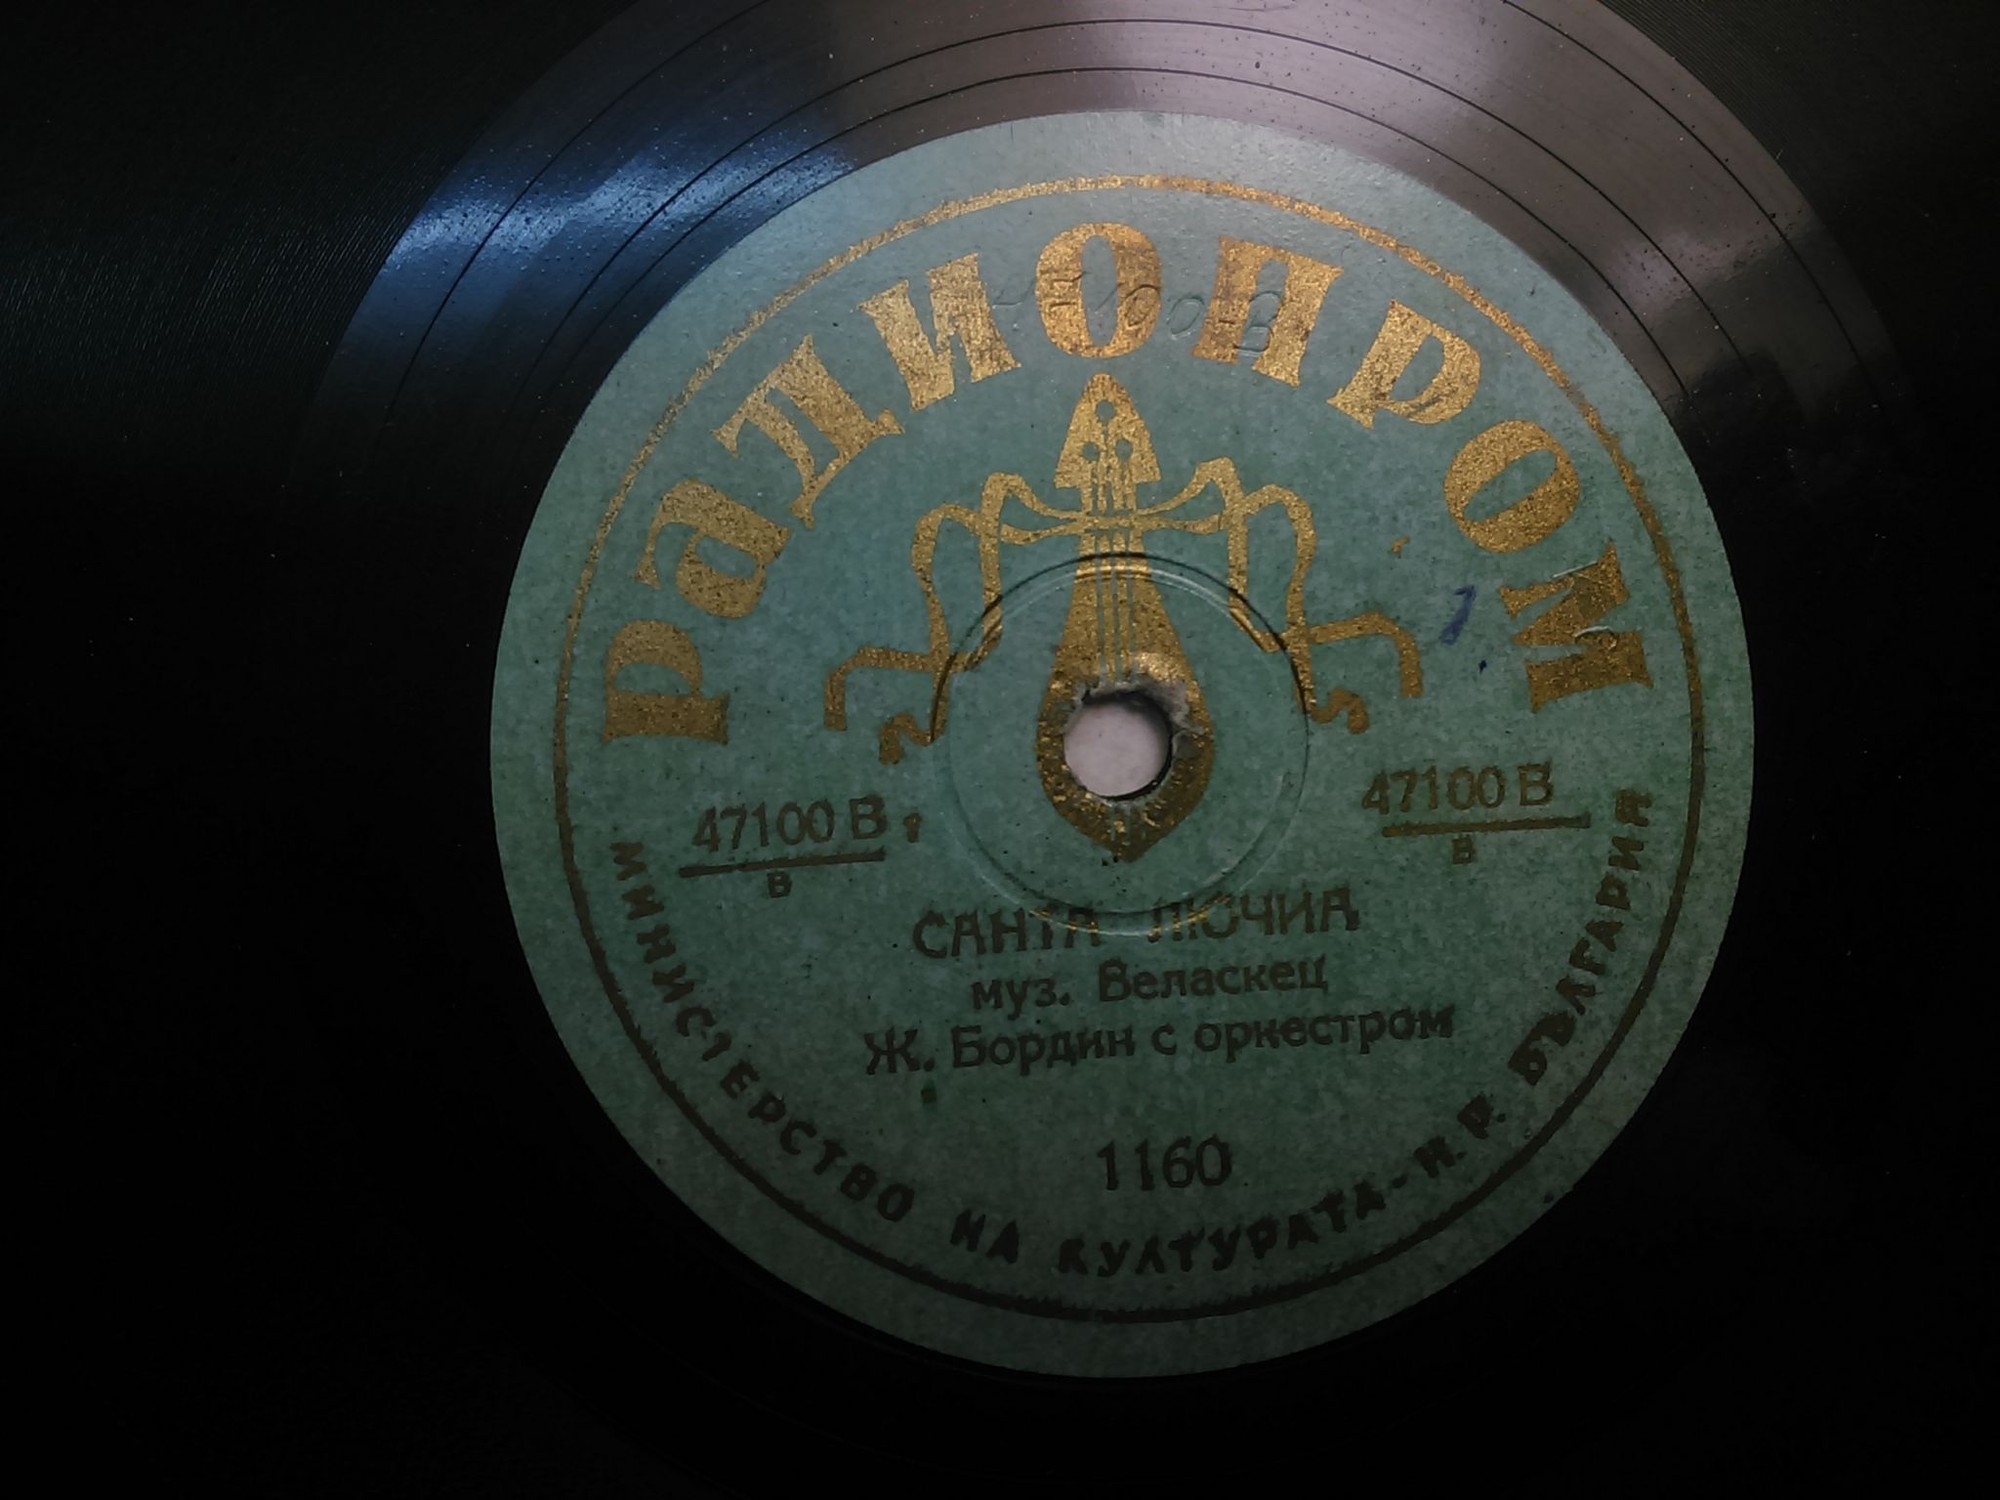 Радиопром
47100 В
В
47100 В
В
САНТА ЛЮЧИА
муз. Веласкец
Ж. Бордин с оркестром
1160
МИНИСТЕРСТВО НА КУЛТУРАТА - Н. Р. БЪЛГАРИЯ